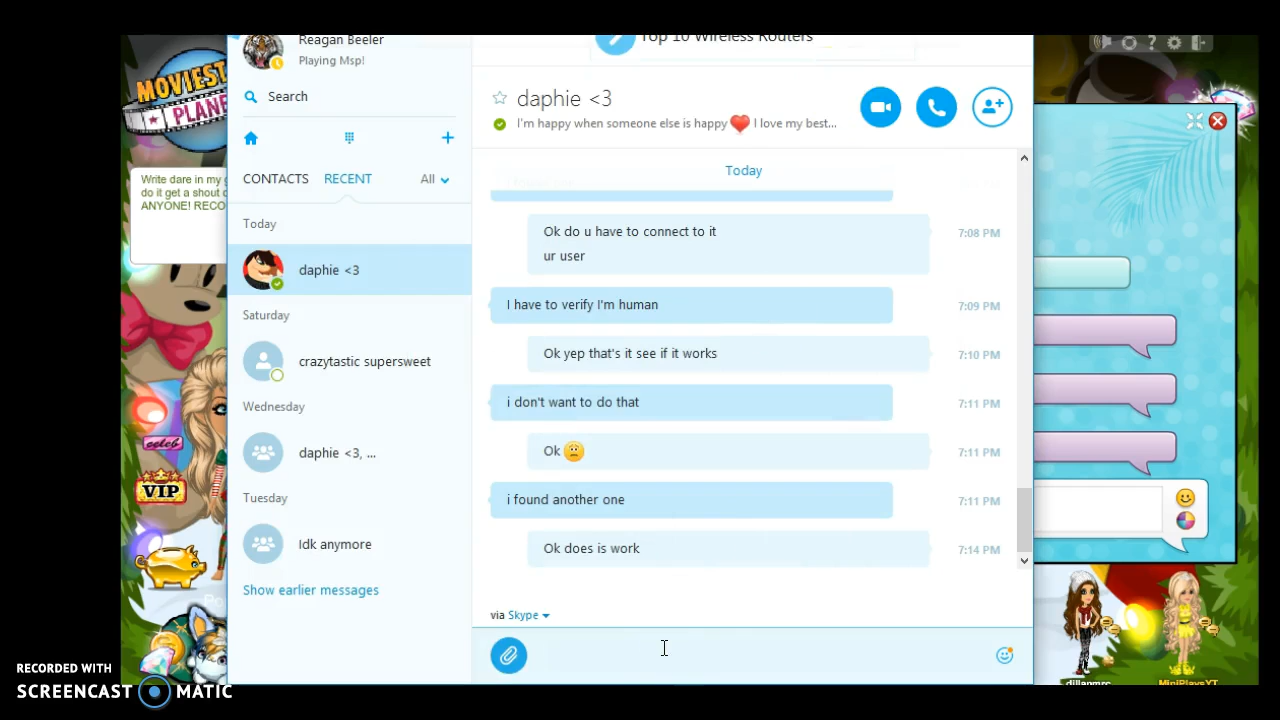 Reagan Beeler
Playing Msp!
Search
CONTACTS RECENT All
Today
daphie <3
Saturday
crazytastic supersweet
Wednesday
daphie <3, ...
Tuesday
Idk anymore
Show earlier messages
Top 10 Wireless Routers
daphie <3
I'm happy when someone else is happy ❤ I love my best...
Today
Ok do u have to connect to it
ur user
7:08 PM
I have to verify I'm human
7:09 PM
Ok yep that's it see if it works
7:10 PM
i don't want to do that
7:11 PM
Ok
7:11 PM
i found another one
7:11 PM
Ok does is work
7:14 PM
via Skype
MOVIEST
PLANE
Write dare in my g
do it get a shout o
ANYONE! RECO
celeb
VIP
dillanmrc
MiniPlaysYT
RECORDED WITH
SCREENCAST MATIC